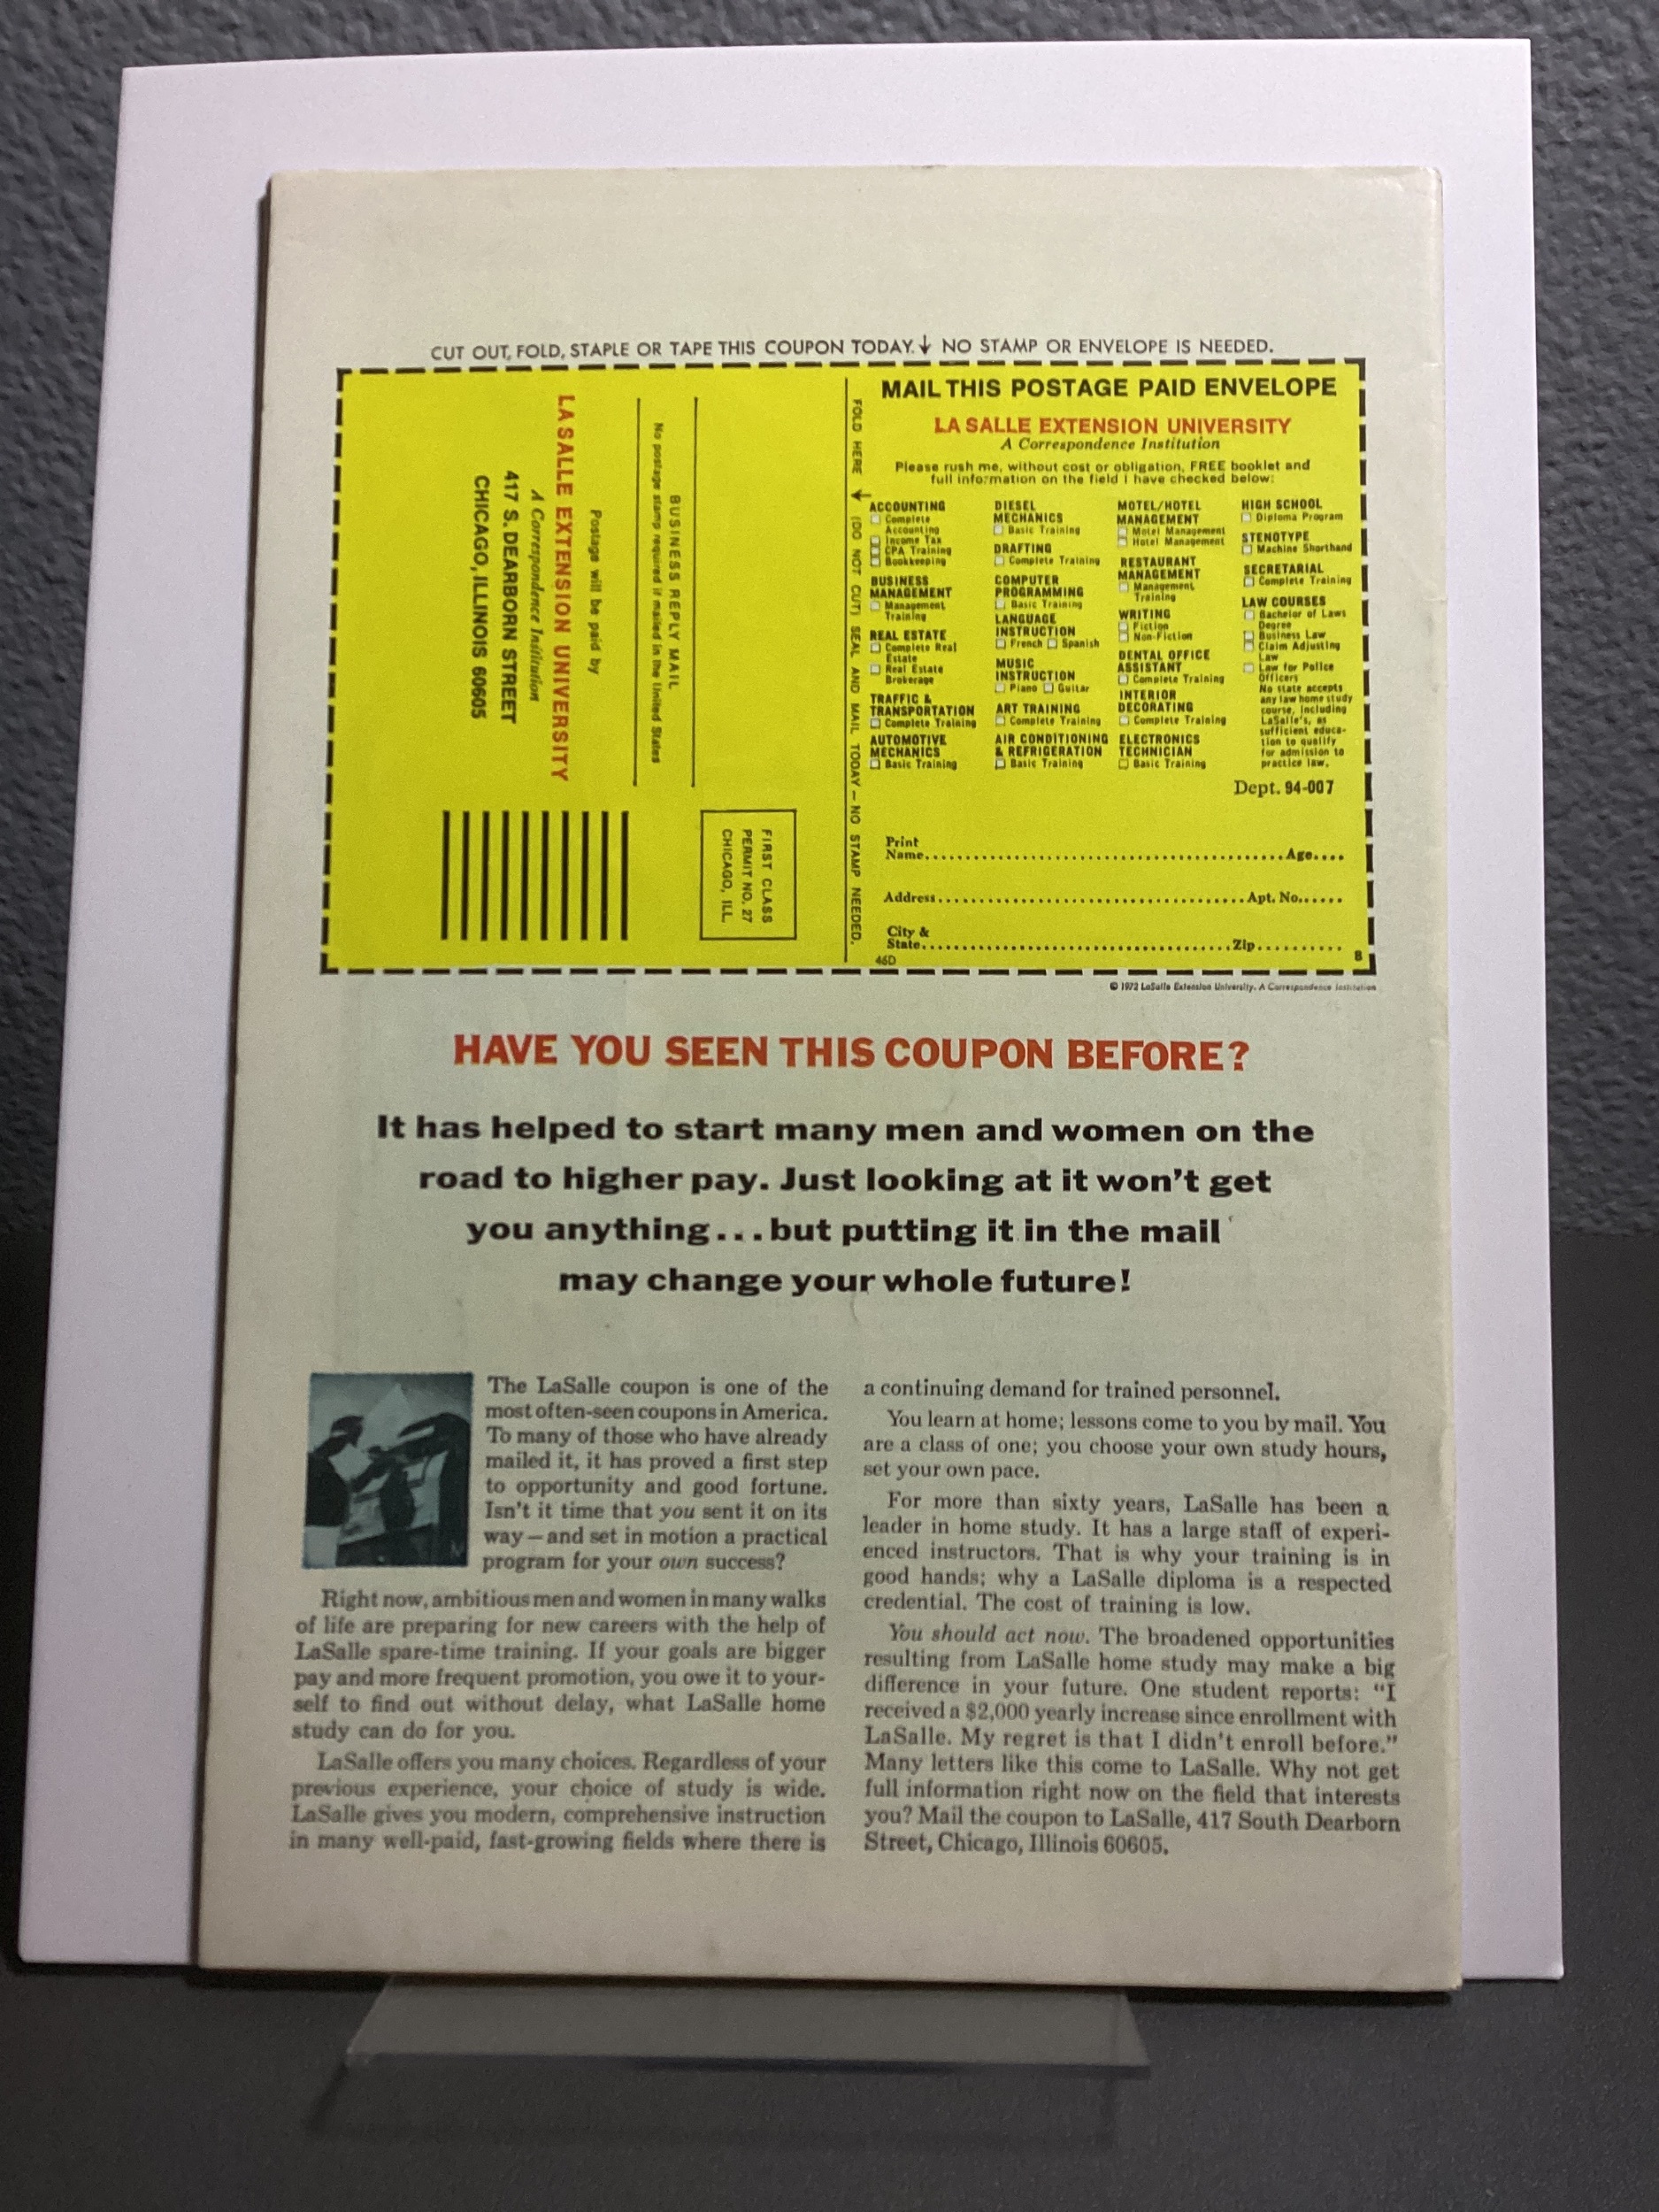 CUT OUT, FOLD, STAPLE OR TAPE THIS COUPON TODAY. ↓ NO STAMP OR ENVELOPE IS NEEDED.
BUSINESS REPLY MAIL
No postage stamp required if mailed in the United States
Postage will be paid by
LA SALLE EXTENSION UNIVERSITY
A Correspondence Institution
417 S. DEARBORN STREET
CHICAGO, ILLINOIS 60605
FIRST CLASS
PERMIT NO. 27
CHICAGO, ILL.
FOLD HERE ↓ (DO NOT CUT) SEAL AND MAIL TODAY — NO STAMP NEEDED.
MAIL THIS POSTAGE PAID ENVELOPE
LA SALLE EXTENSION UNIVERSITY
A Correspondence Institution
Please rush me, without cost or obligation, FREE booklet and
full information on the field I have checked below:
ACCOUNTING
Complete
Accounting
Income Tax
CPA Training
Bookkeeping
BUSINESS
MANAGEMENT
Management
Training
REAL ESTATE
Complete Real
Estate
Real Estate
Brokerage
TRAFFIC &
TRANSPORTATION
Complete Training
AUTOMOTIVE
MECHANICS
Basic Training
DIESEL
MECHANICS
Basic Training
DRAFTING
Complete Training
COMPUTER
PROGRAMMING
Basic Training
LANGUAGE
INSTRUCTION
French Spanish
MUSIC
INSTRUCTION
Piano Guitar
ART TRAINING
Complete Training
AIR CONDITIONING
& REFRIGERATION
Basic Training
MOTEL/HOTEL
MANAGEMENT
Motel Management
Hotel Management
RESTAURANT
MANAGEMENT
Management
Training
WRITING
Fiction
Non-Fiction
DENTAL OFFICE
ASSISTANT
Complete Training
INTERIOR
DECORATING
Complete Training
ELECTRONICS
TECHNICIAN
Basic Training
HIGH SCHOOL
Diploma Program
STENOTYPE
Machine Shorthand
SECRETARIAL
Complete Training
LAW COURSES
Bachelor of Laws
Degree
Business Law
Claim Adjusting
Law
Law for Police
Officers
No state accepts
any law home study
course, including
LaSalle's, as
sufficient educa-
tion to qualify
for admission to
practice law.
Dept. 94-007
Print
Name Age
Address Apt. No.
City &
State Zip
46D 8
© 1972 LaSalle Extension University. A Correspondence Institution
HAVE YOU SEEN THIS COUPON BEFORE?
It has helped to start many men and women on the
road to higher pay. Just looking at it won't get
you anything...but putting it in the mail
may change your whole future!
The LaSalle coupon is one of the
most often-seen coupons in America.
To many of those who have already
mailed it, it has proved a first step
to opportunity and good fortune.
Isn't it time that you sent it on its
way—and set in motion a practical
program for your own success?
Right now, ambitious men and women in many walks
of life are preparing for new careers with the help of
LaSalle spare-time training. If your goals are bigger
pay and more frequent promotion, you owe it to your-
self to find out without delay, what LaSalle home
study can do for you.
LaSalle offers you many choices. Regardless of your
previous experience, your choice of study is wide.
LaSalle gives you modern, comprehensive instruction
in many well-paid, fast-growing fields where there is
a continuing demand for trained personnel.
You learn at home; lessons come to you by mail. You
are a class of one; you choose your own study hours,
set your own pace.
For more than sixty years, LaSalle has been a
leader in home study. It has a large staff of experi-
enced instructors. That is why your training is in
good hands; why a LaSalle diploma is a respected
credential. The cost of training is low.
You should act now. The broadened opportunities
resulting from LaSalle home study may make a big
difference in your future. One student reports: "I
received a $2,000 yearly increase since enrollment with
LaSalle. My regret is that I didn't enroll before."
Many letters like this come to LaSalle. Why not get
full information right now on the field that interests
you? Mail the coupon to LaSalle, 417 South Dearborn
Street, Chicago, Illinois 60605.